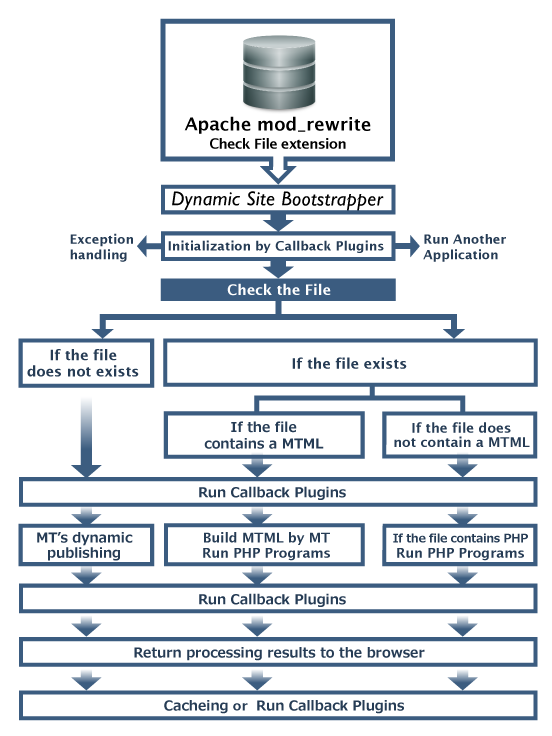 Apache mod_rewrite
Check File extension
Dynamic Site Bootstrapper
Exception
handling
Initialization by Callback Plugins
Run Another
Application
Check the File
If the file
does not exists
If the file exists
If the file
contains a MTML
If the file does
not contain a MTML
Run Callback Plugins
MT's dynamic
publishing
Build MTML by MT
Run PHP Programs
If the file contains PHP
Run PHP Programs
Run Callback Plugins
Return processing results to the browser
Cacheing or Run Callback Plugins